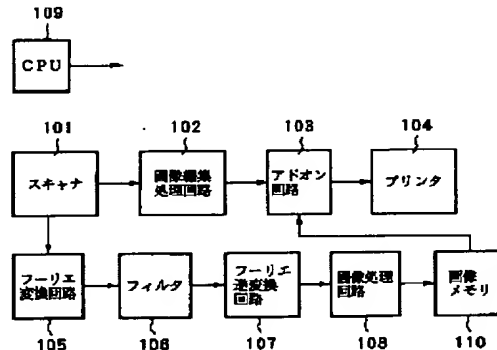 109
CPU
101
102
103
104
スキャナ
画像編集
処理回路
アドオン
回路
プリンタ
フーリエ
変換回路
フィルタ
フーリエ
逆変換
回路
画像処理
回路
画像
メモリ
105
106
107
108
110